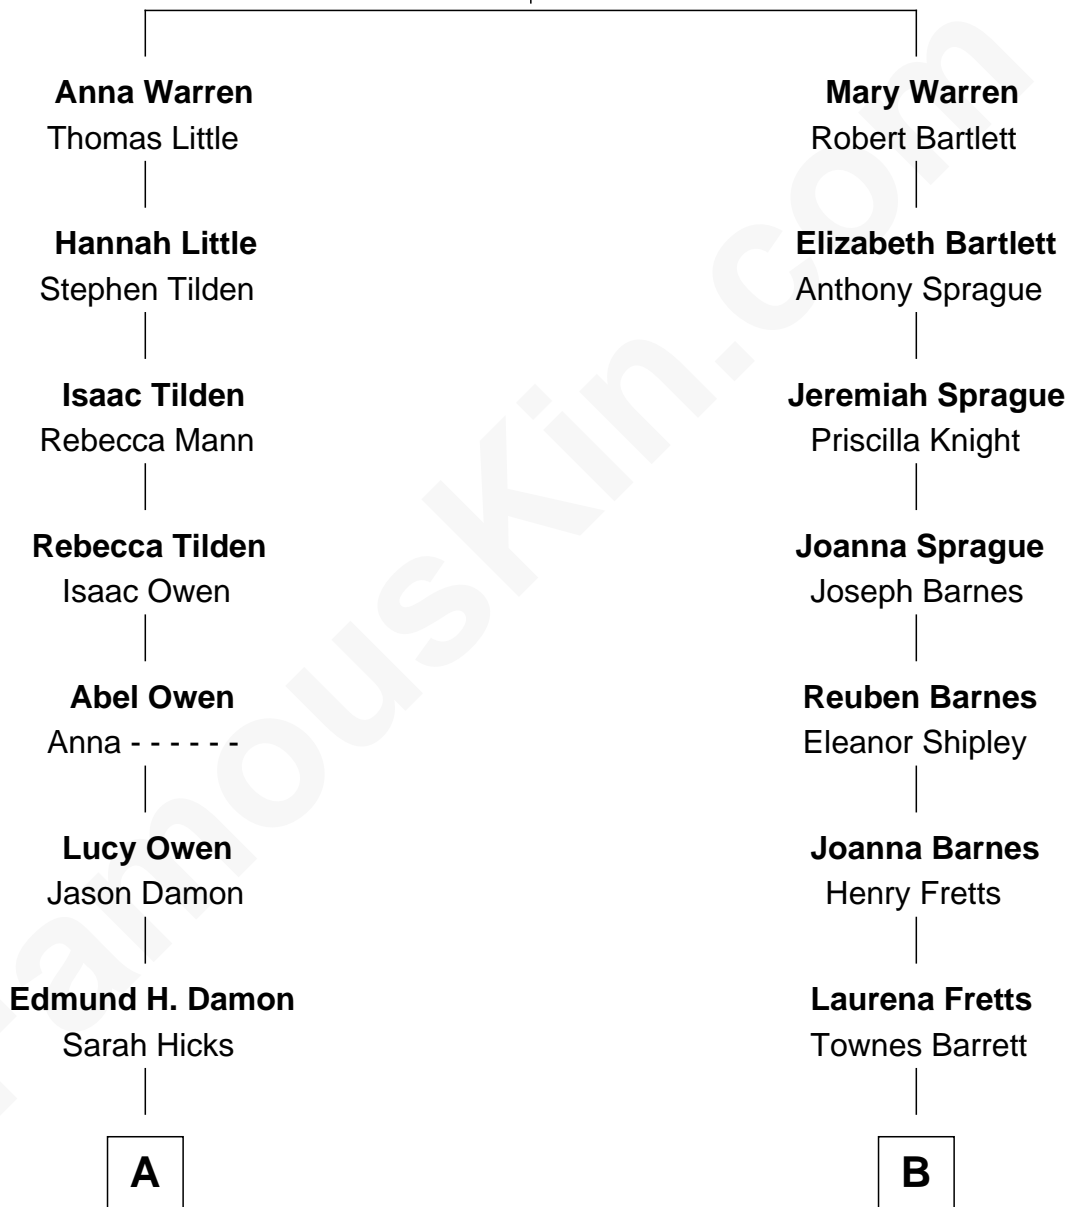 Anna Warren
Thomas Little
Hannah Little
Stephen Tilden
Isaac Tilden
Rebecca Mann
Rebecca Tilden
Isaac Owen
Abel Owen
Anna - - - - - -
Lucy Owen
Jason Damon
Edmund H. Damon
Sarah Hicks
A
Mary Warren
Robert Bartlett
Elizabeth Bartlett
Anthony Sprague
Jeremiah Sprague
Priscilla Knight
Joanna Sprague
Joseph Barnes
Reuben Barnes
Eleanor Shipley
Joanna Barnes
Henry Fretts
Laurena Fretts
Townes Barrett
B
FamousKin.com